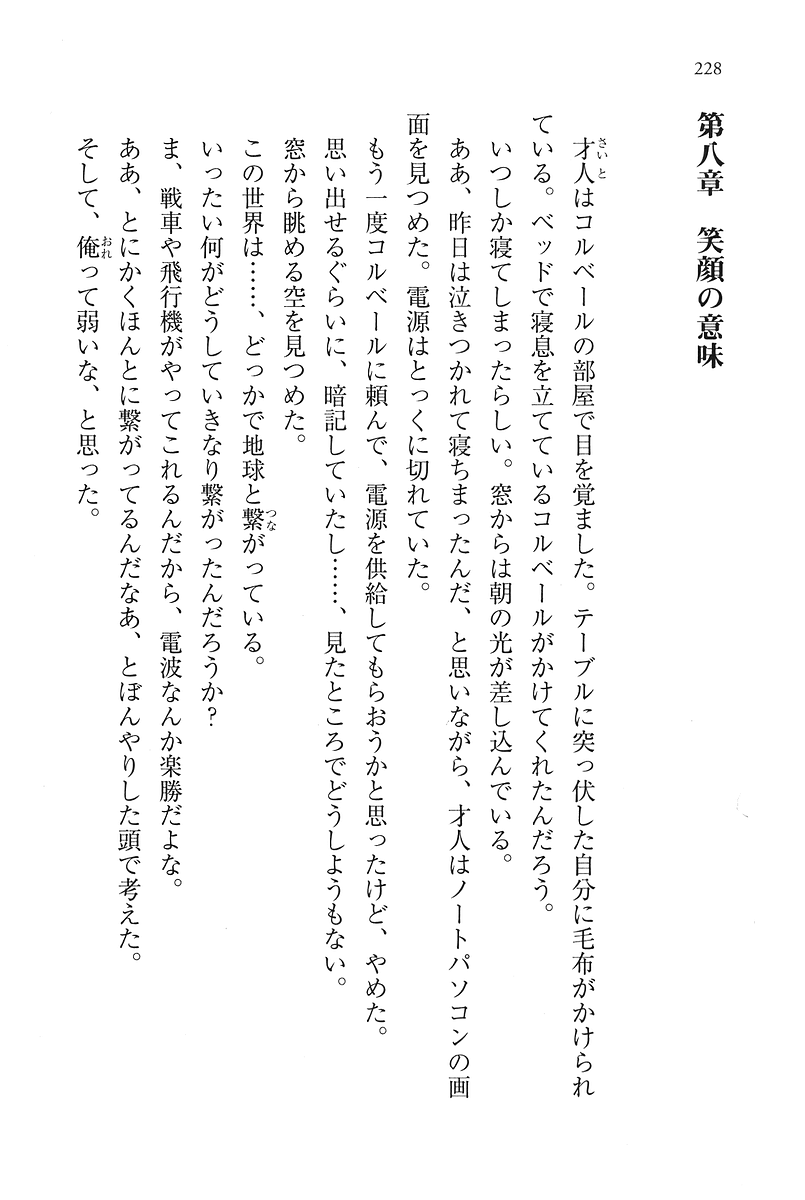 228
第八章　笑顔の意味
才人はコルベールの部屋で目を覚ました。テーブルに突っ伏した自分に毛布がかけられ
ている。ベッドで寝息を立てているコルベールがかけてくれたんだろう。
いつしか寝てしまったらしい。窓からは朝の光が差し込んでいる。
ああ、昨日は泣きつかれて寝ちまったんだ、と思いながら、才人はノートパソコンの画
面を見つめた。電源はとっくに切れていた。
もう一度コルベールに頼んで、電源を供給してもらおうかと思ったけど、やめた。
思い出せるぐらいに、暗記していたし……、見たところでどうしようもない。
窓から眺める空を見つめた。
この世界は……、どっかで地球と繋がっている。
いったい何がどうしていきなり繋がったんだろうか？
ま、戦車や飛行機がやってこれるんだから、電波なんか楽勝だよな。
ああ、とにかくほんとに繋がってるんだなあ、とぼんやりした頭で考えた。
そして、俺って弱いな、と思った。